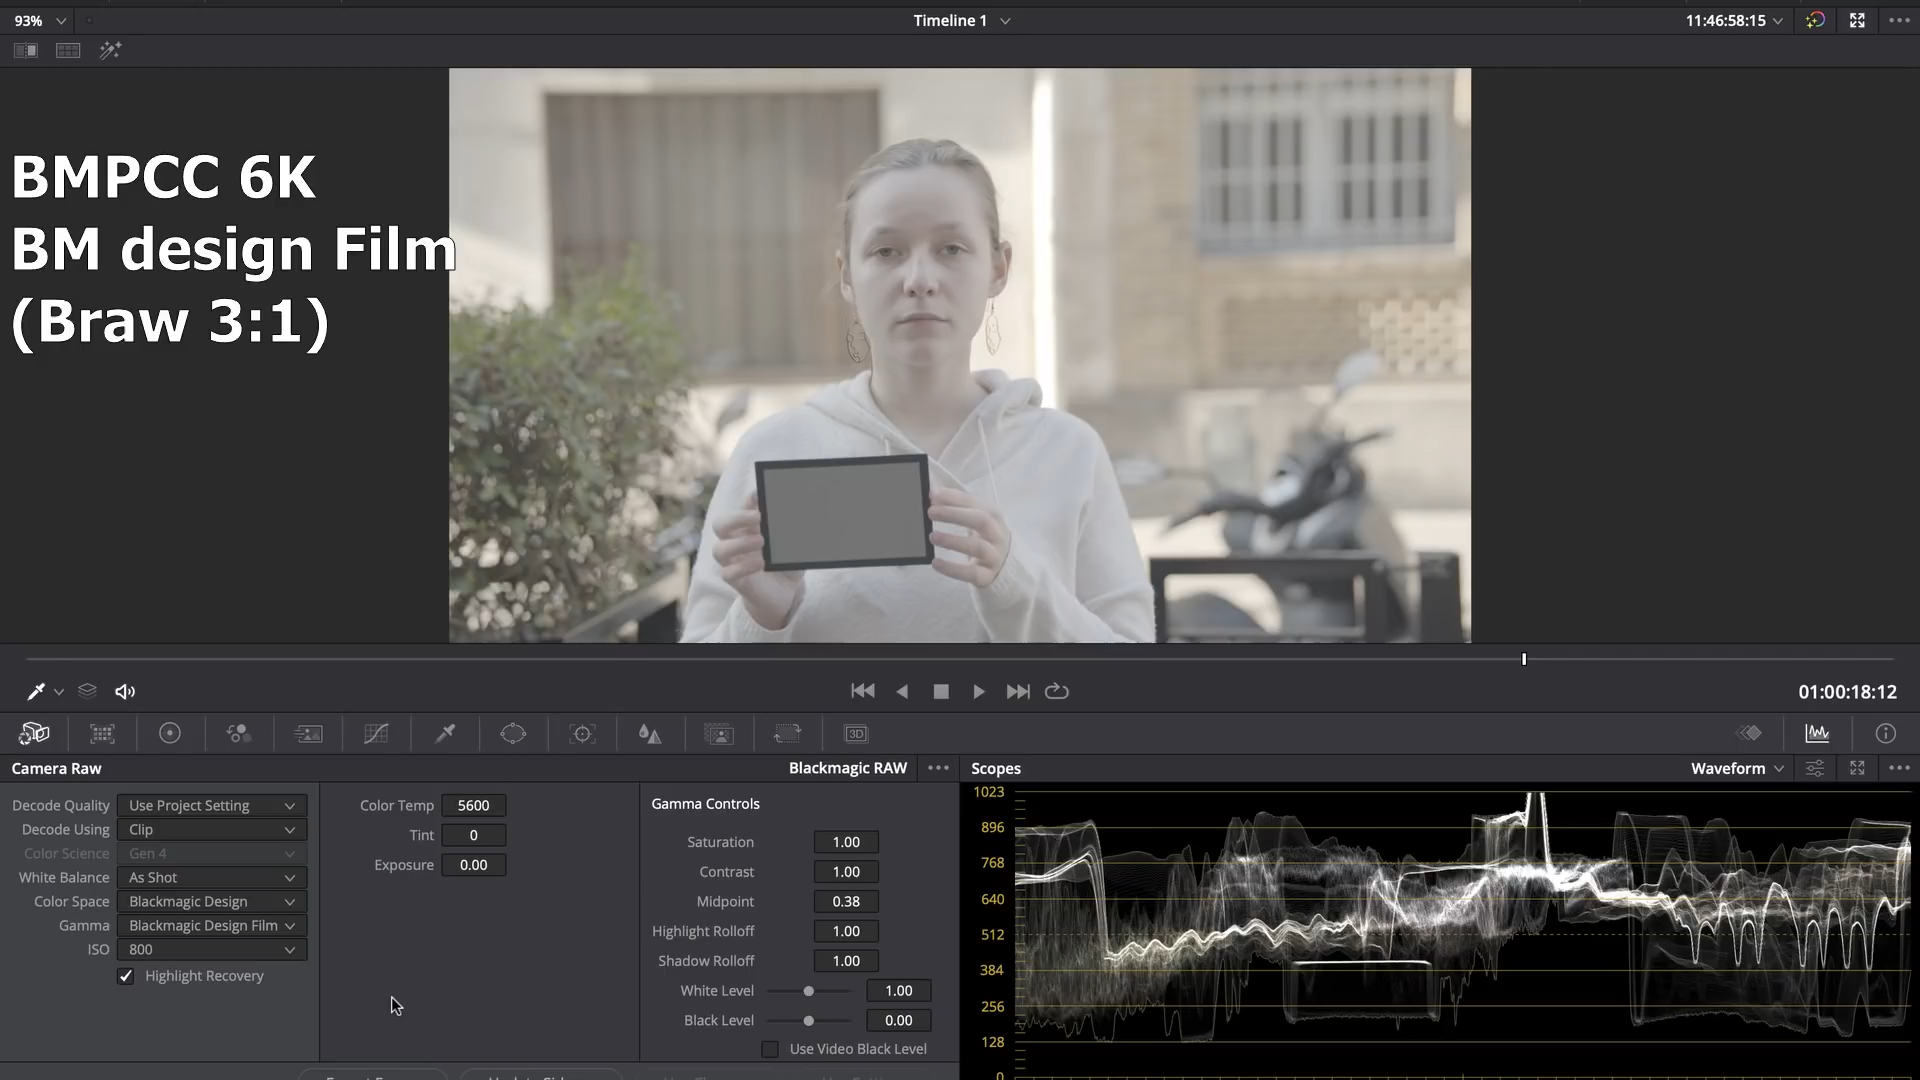 93%
Timeline 1
11:46:58:15
BMPCC 6K
BM design Film
(Braw 3:1)
01:00:18:12
3D
Camera Raw
Blackmagic RAW
Scopes
Waveform
Decode Quality Use Project Setting
Decode Using Clip
Color Science Gen 4
White Balance As Shot
Color Space Blackmagic Design
Gamma Blackmagic Design Film
ISO 800
Highlight Recovery
Color Temp 5600
Tint 0
Exposure 0.00
Gamma Controls
Saturation 1.00
Contrast 1.00
Midpoint 0.38
Highlight Rolloff 1.00
Shadow Rolloff 1.00
White Level 1.00
Black Level 0.00
Use Video Black Level
1023
896
768
640
512
384
256
128
0